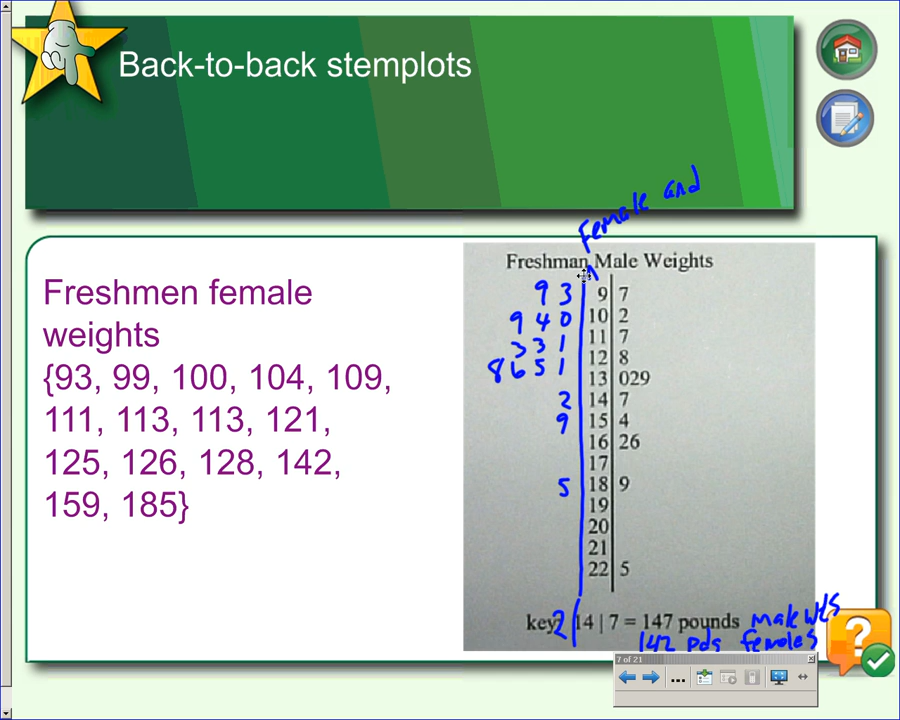 Back-to-back stemplots
Female and
Freshmen female
weights
{93, 99, 100, 104, 109,
111, 113, 113, 121,
125, 126, 128, 142,
159, 185}
Freshman Male Weights
9 3 | 9 | 7
9 4 0 | 10 | 2
3 3 1 | 11 | 7
8 6 5 1 | 12 | 8
13 | 029
2 | 14 | 7
9 | 15 | 4
16 | 26
17
5 | 18 | 9
19
20
21
22 | 5
key: 2 | 14 | 7 = 147 pounds male wts
142 pds females
7 of 21